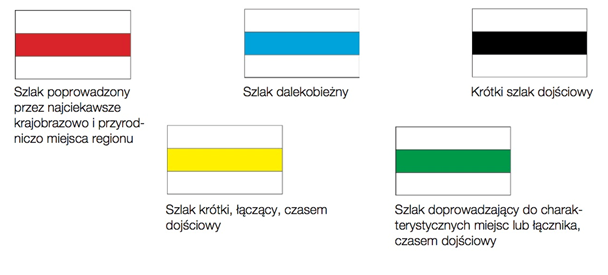 Szlak poprowadzony
przez najciekawsze
krajobrazowo i przyrod-
niczo miejsca regionu
Szlak dalekobieżny
Krótki szlak dojściowy
Szlak krótki, łączący, czasem
dojściowy
Szlak doprowadzający do charak-
terystycznych miejsc lub łącznika,
czasem dojściowy